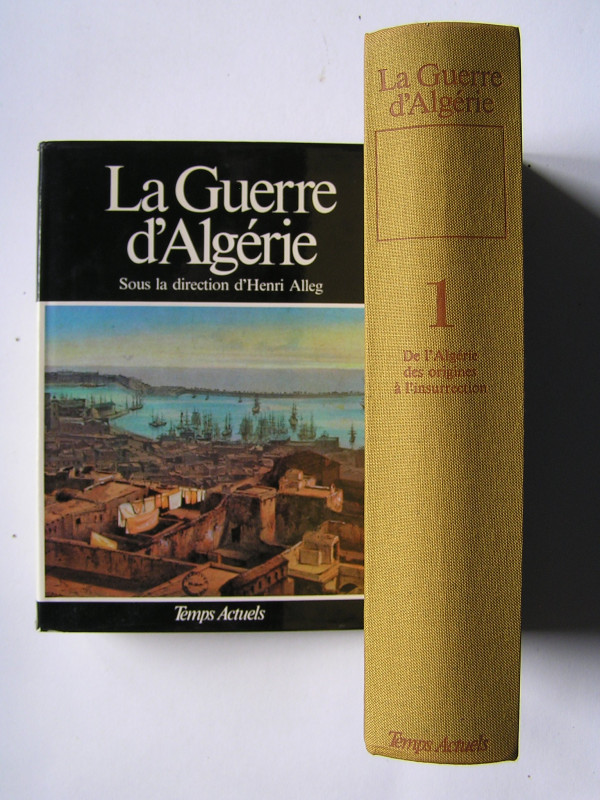 La Guerre
d'Algérie
Sous la direction d'Henri Alleg
Temps Actuels
La Guerre
d'Algérie
1
De l'Algérie
des origines
à l'insurrection
Temps Actuels